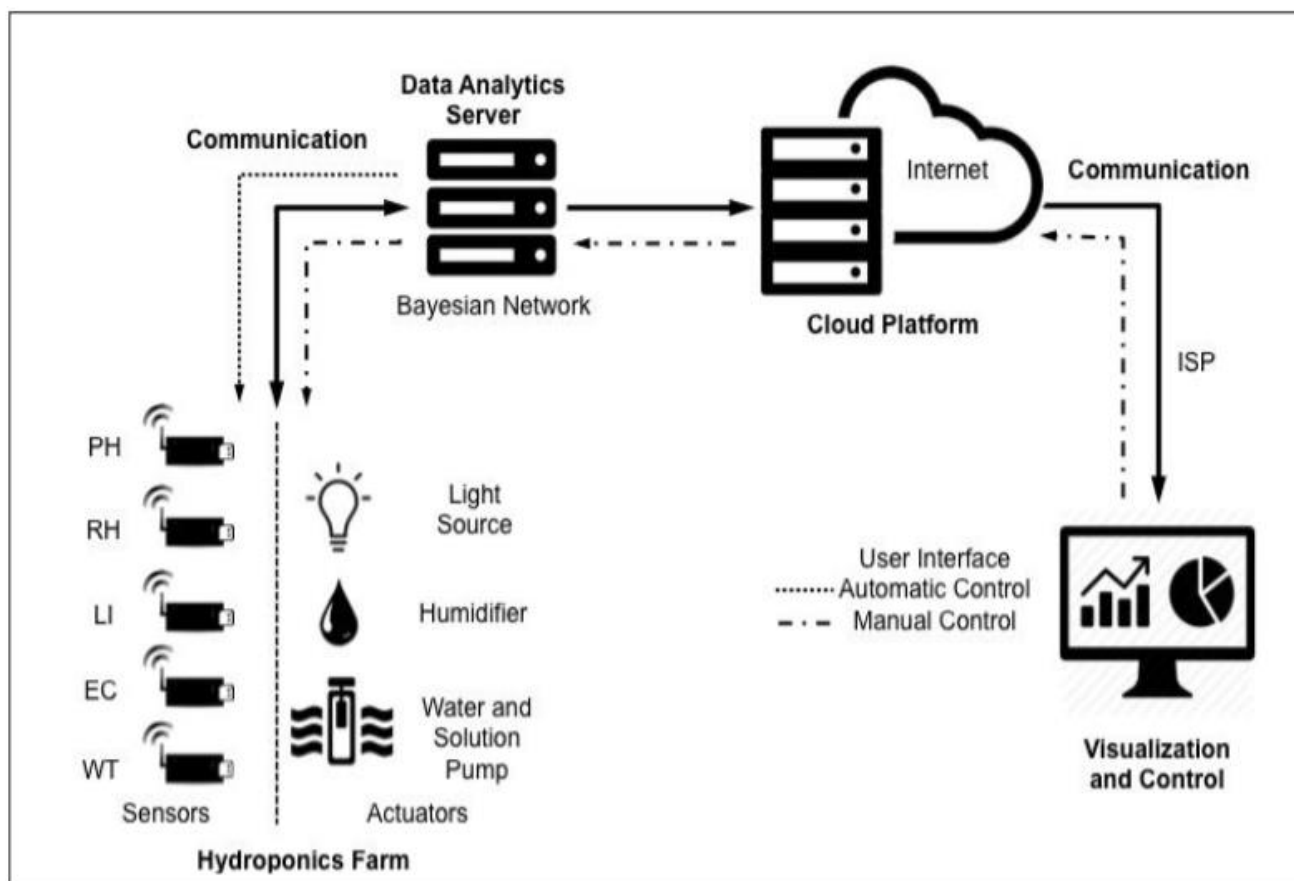 Data Analytics
Server
Communication
Internet
Communication
Bayesian Network
Cloud Platform
ISP
PH
RH
LI
EC
WT
Sensors
Light
Source
Humidifier
Water and
Solution
Pump
Actuators
Hydroponics Farm
User Interface
Automatic Control
Manual Control
Visualization
and Control